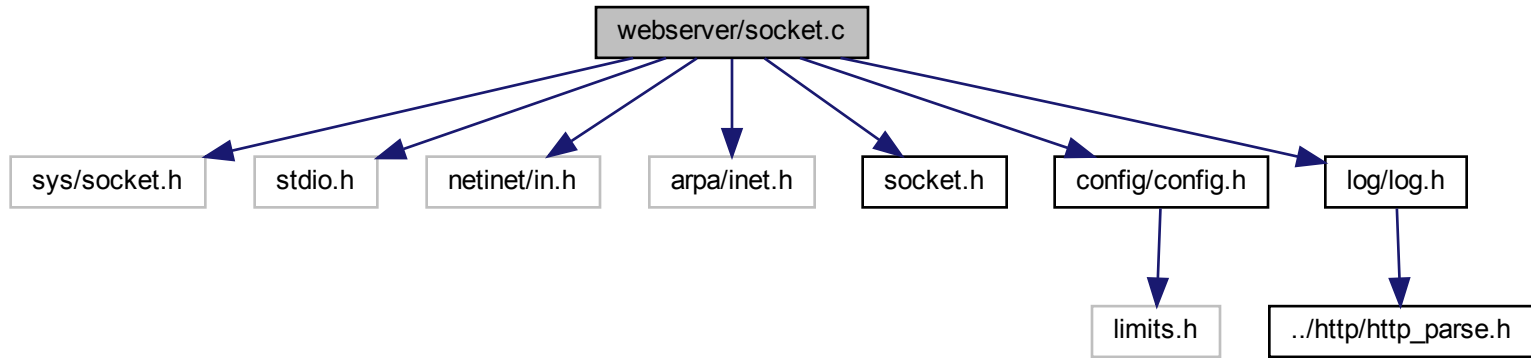 webserver/socket.c
sys/socket.h
stdio.h
netinet/in.h
arpa/inet.h
socket.h
config/config.h
log/log.h
limits.h
../http/http_parse.h